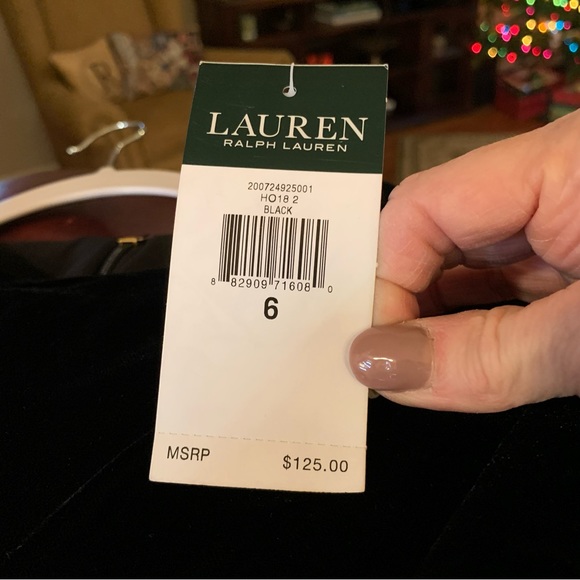 LAUREN
RALPH LAUREN
200724925001
HO18 2
BLACK
8 82909 71608 0
6
MSRP $125.00